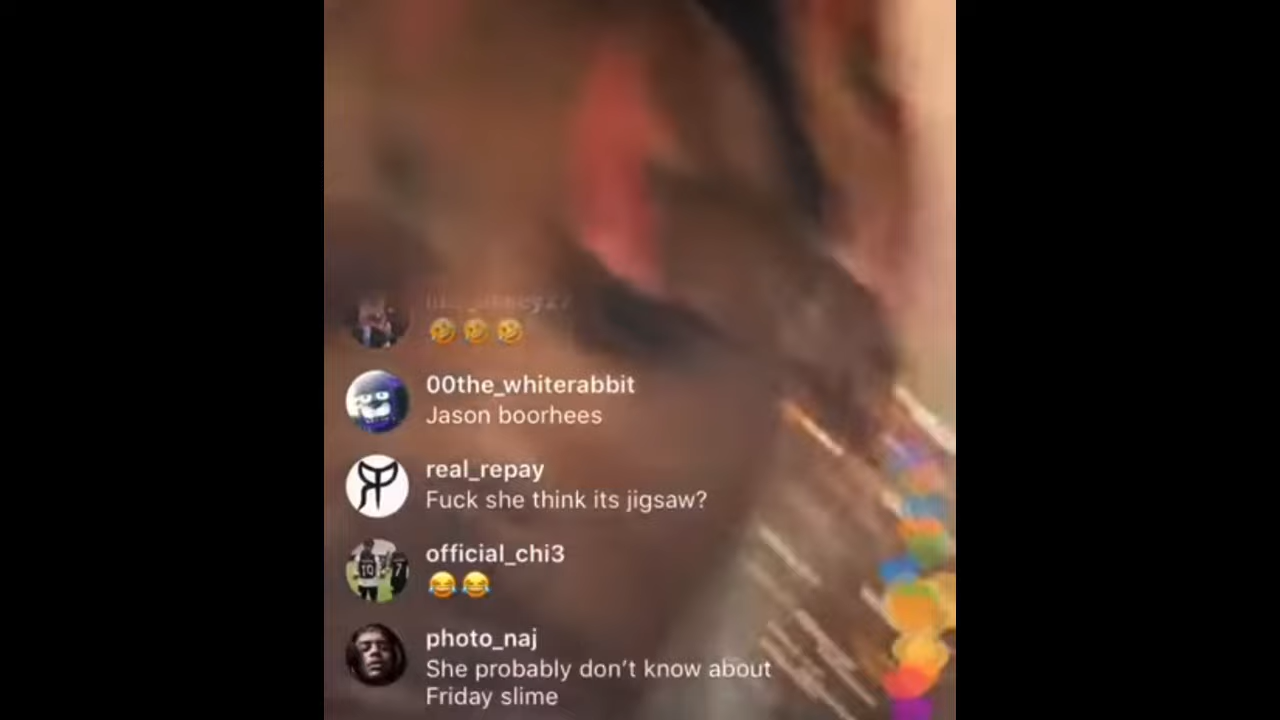 00the_whiterabbit
Jason boorhees
real_repay
Fuck she think its jigsaw?
official_chi3
😂😂
photo_naj
She probably don't know about
Friday slime